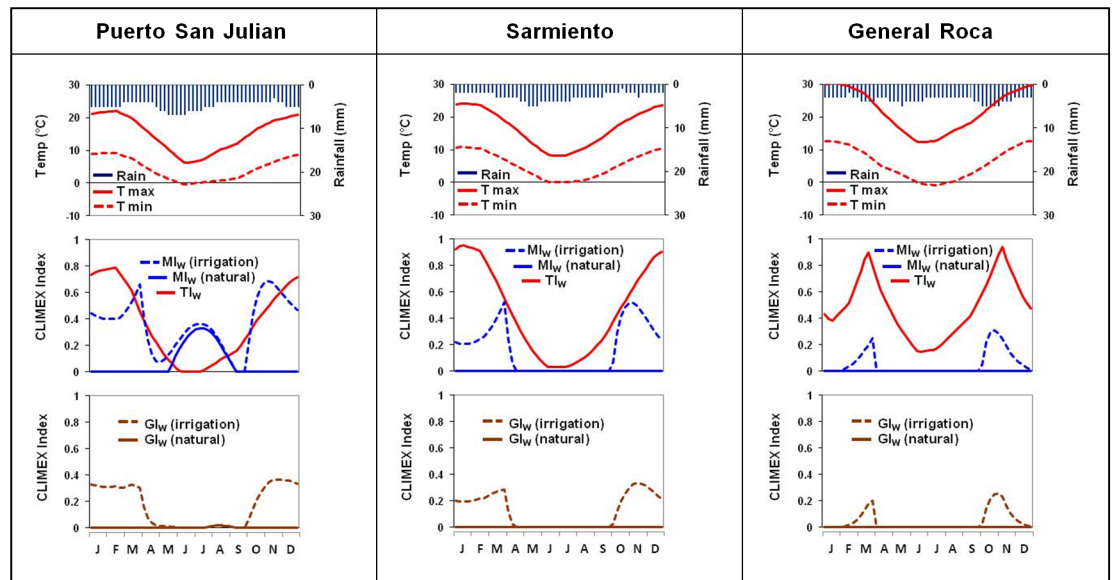 Puerto San Julian
Sarmiento
General Roca
30
20
10
0
-10
Temp (°C)
0
10
20
30
Rainfall (mm)
Rain
T max
T min
30
20
10
0
-10
Temp (°C)
0
10
20
30
Rainfall (mm)
Rain
T max
T min
30
20
10
0
-10
Temp (°C)
0
10
20
30
Rainfall (mm)
Rain
T max
T min
1
0.8
0.6
0.4
0.2
0
CLIMEX Index
MIW (irrigation)
MIW (natural)
TIW
1
0.8
0.6
0.4
0.2
0
CLIMEX Index
MIW (irrigation)
MIW (natural)
TIW
1
0.8
0.6
0.4
0.2
0
CLIMEX Index
MIW (irrigation)
MIW (natural)
TIW
1
0.8
0.6
0.4
0.2
0
CLIMEX Index
GIW (irrigation)
GIW (natural)
J F M A M J J A S O N D
1
0.8
0.6
0.4
0.2
0
CLIMEX Index
GIW (irrigation)
GIW (natural)
J F M A M J J A S O N D
1
0.8
0.6
0.4
0.2
0
CLIMEX Index
GIW (irrigation)
GIW (natural)
J F M A M J J A S O N D